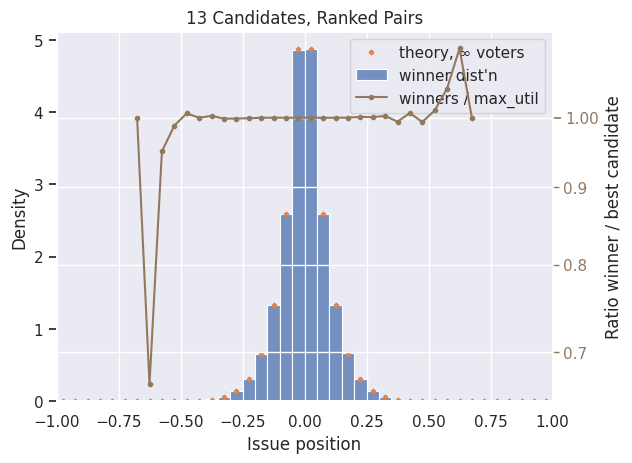 13 Candidates, Ranked Pairs
theory, ∞ voters
winner dist'n
winners / max_util
5
4
3
2
1
0
Density
1.00
0.9
0.8
0.7
Ratio winner / best candidate
−1.00 −0.75 −0.50 −0.25 0.00 0.25 0.50 0.75 1.00
Issue position